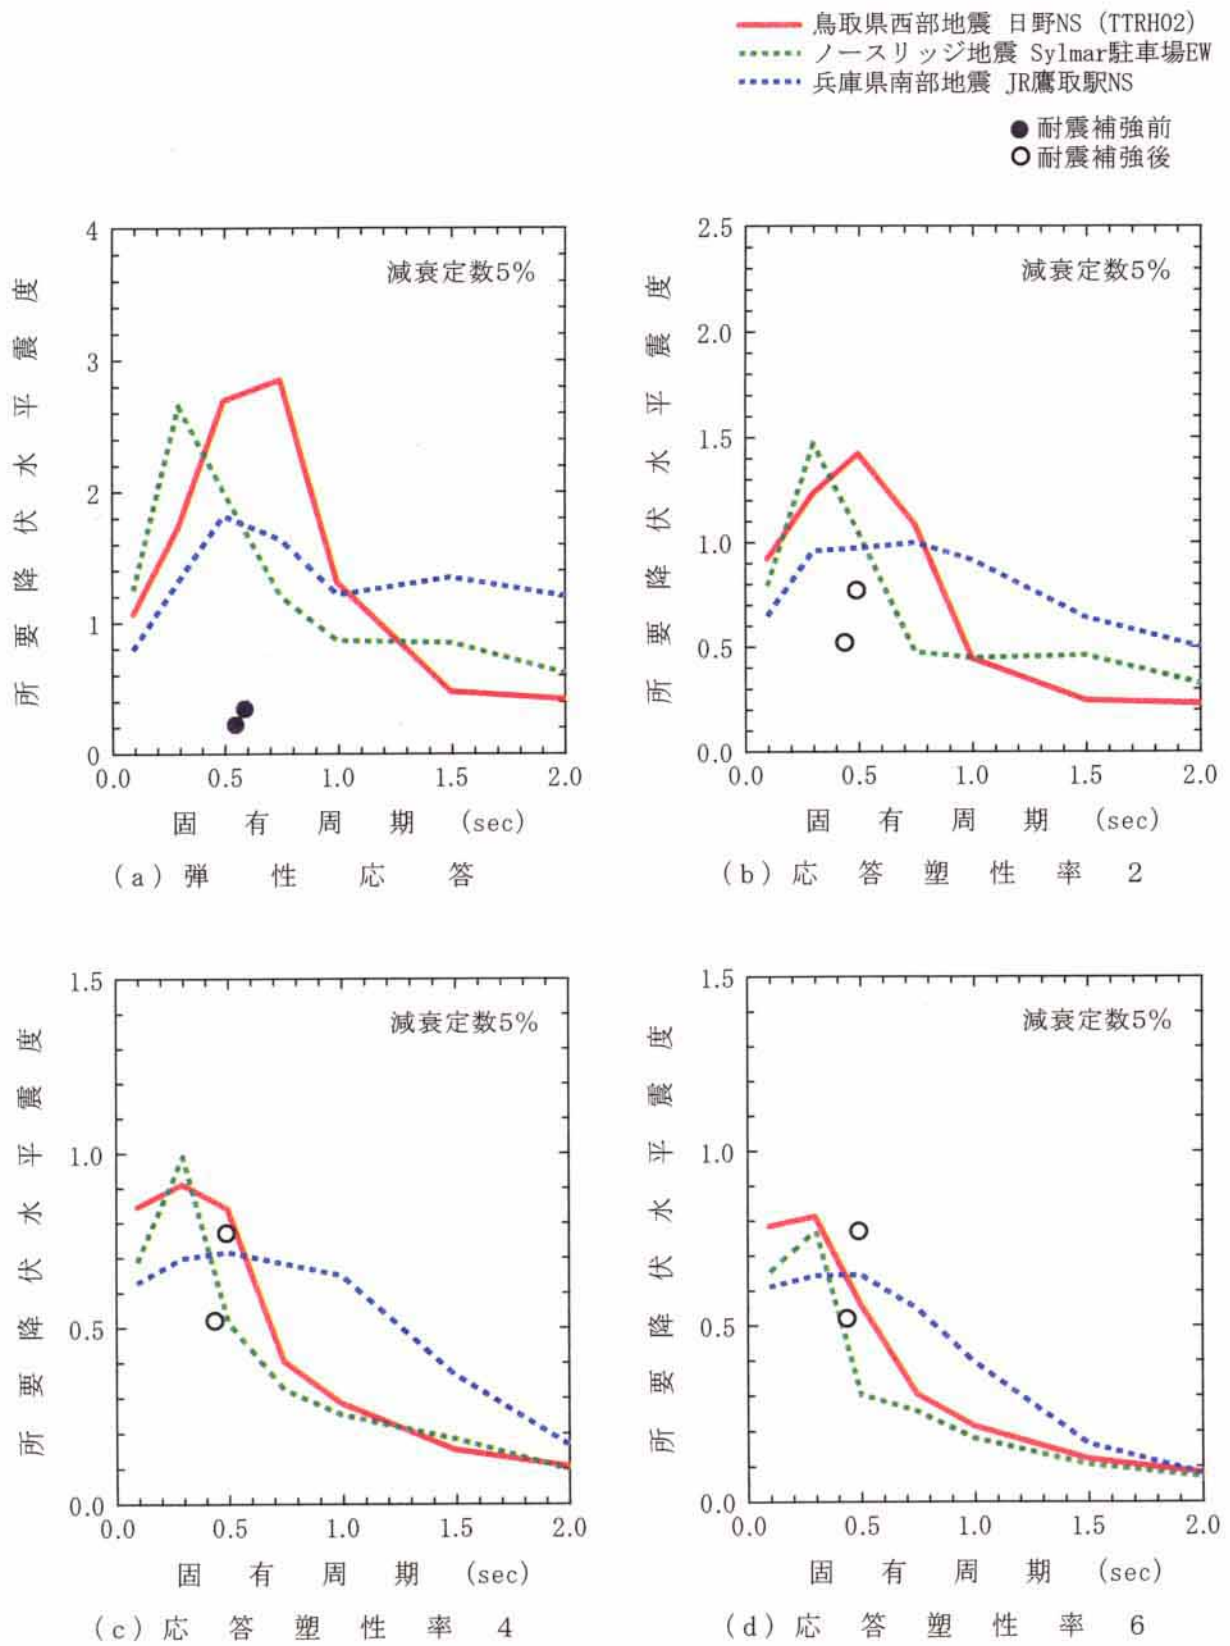 鳥取県西部地震 日野NS (TTRH02)
ノースリッジ地震 Sylmar駐車場EW
兵庫県南部地震 JR鷹取駅NS
耐震補強前
耐震補強後
減衰定数5%
所要降伏水平震度
4
3
2
1
0
0.0 0.5 1.0 1.5 2.0
固有周期 (sec)
(a) 弾性応答
減衰定数5%
所要降伏水平震度
2.5
2.0
1.5
1.0
0.5
0.0
0.0 0.5 1.0 1.5 2.0
固有周期 (sec)
(b) 応答塑性率 2
減衰定数5%
所要降伏水平震度
1.5
1.0
0.5
0.0
0.0 0.5 1.0 1.5 2.0
固有周期 (sec)
(c) 応答塑性率 4
減衰定数5%
所要降伏水平震度
1.5
1.0
0.5
0.0
0.0 0.5 1.0 1.5 2.0
固有周期 (sec)
(d) 応答塑性率 6